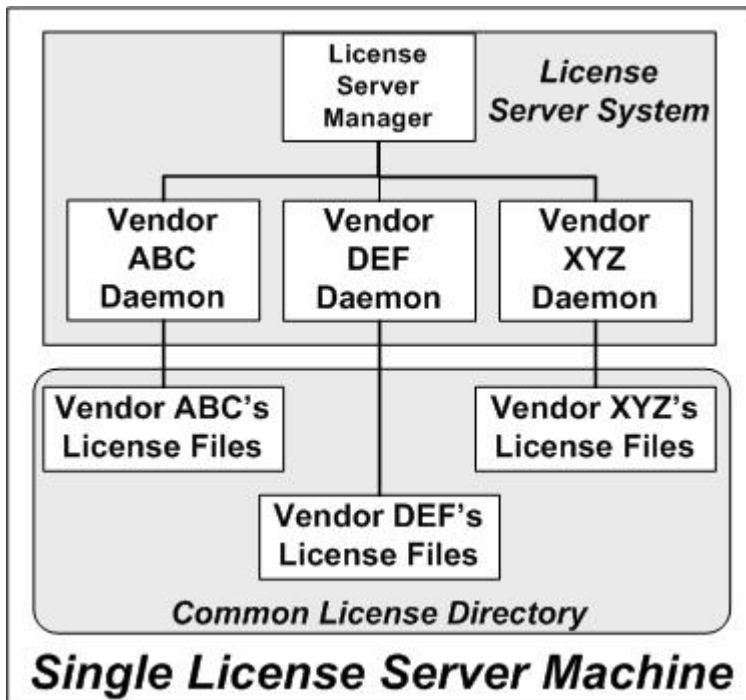 License
Server
Manager
License
Server System
Vendor
ABC
Daemon
Vendor
DEF
Daemon
Vendor
XYZ
Daemon
Vendor ABC's
License Files
Vendor XYZ's
License Files
Vendor DEF's
License Files
Common License Directory
Single License Server Machine